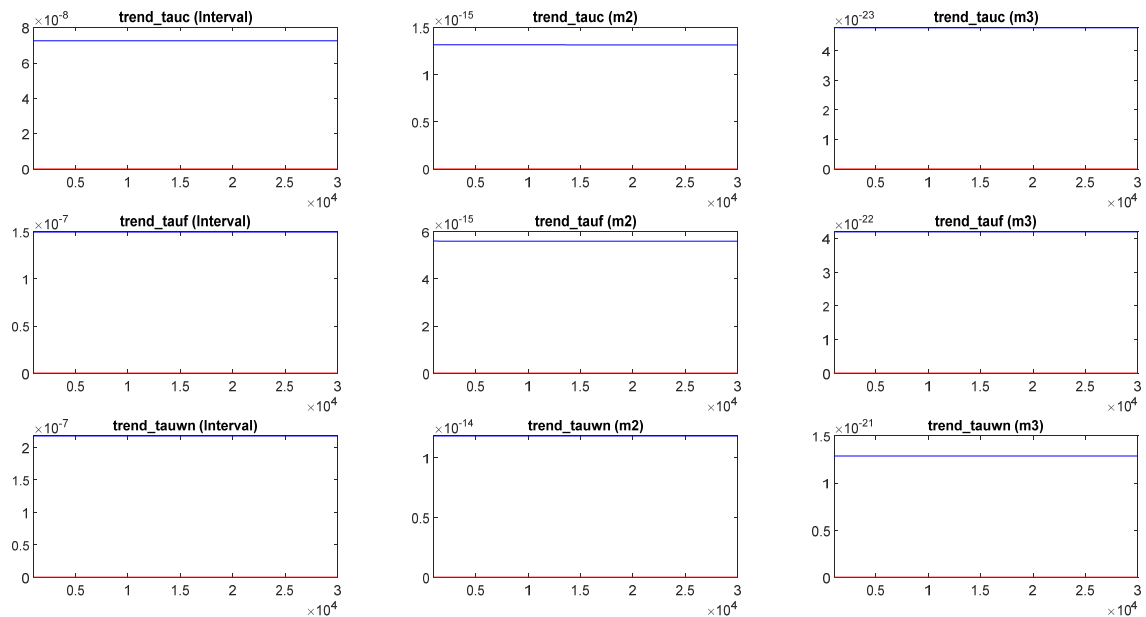 ×10⁻⁸ trend_tauc (Interval)
8
6
4
2
0
0.5 1 1.5 2 2.5 3
×10⁴
×10⁻¹⁵ trend_tauc (m2)
1.5
1
0.5
0
0.5 1 1.5 2 2.5 3
×10⁴
×10⁻²³ trend_tauc (m3)
4
3
2
1
0
0.5 1 1.5 2 2.5 3
×10⁴
×10⁻⁷ trend_tauf (Interval)
1.5
1
0.5
0
0.5 1 1.5 2 2.5 3
×10⁴
×10⁻¹⁵ trend_tauf (m2)
6
4
2
0
0.5 1 1.5 2 2.5 3
×10⁴
×10⁻²² trend_tauf (m3)
4
3
2
1
0
0.5 1 1.5 2 2.5 3
×10⁴
×10⁻⁷ trend_tauwn (Interval)
2
1.5
1
0.5
0
0.5 1 1.5 2 2.5 3
×10⁴
×10⁻¹⁴ trend_tauwn (m2)
1
0.5
0
0.5 1 1.5 2 2.5 3
×10⁴
×10⁻²¹ trend_tauwn (m3)
1.5
1
0.5
0
0.5 1 1.5 2 2.5 3
×10⁴